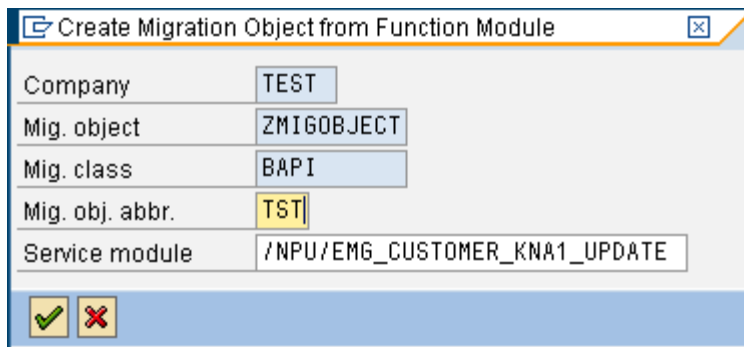 Create Migration Object from Function Module
Company TEST
Mig. object ZMIGOBJECT
Mig. class BAPI
Mig. obj. abbr. TST
Service module /NPU/EMG_CUSTOMER_KNA1_UPDATE